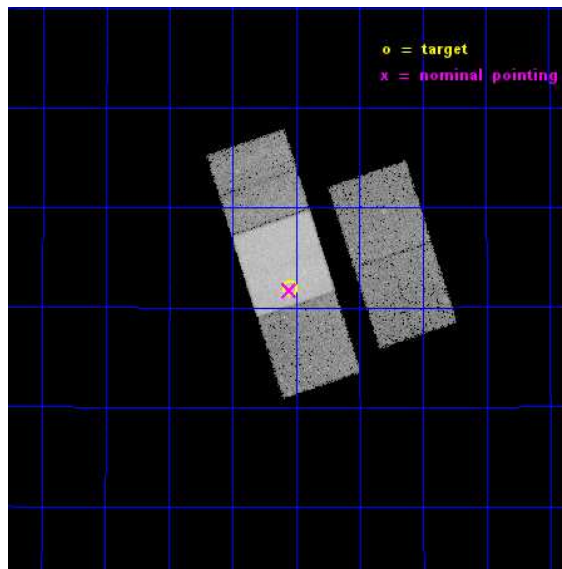 o = target
x = nominal pointing